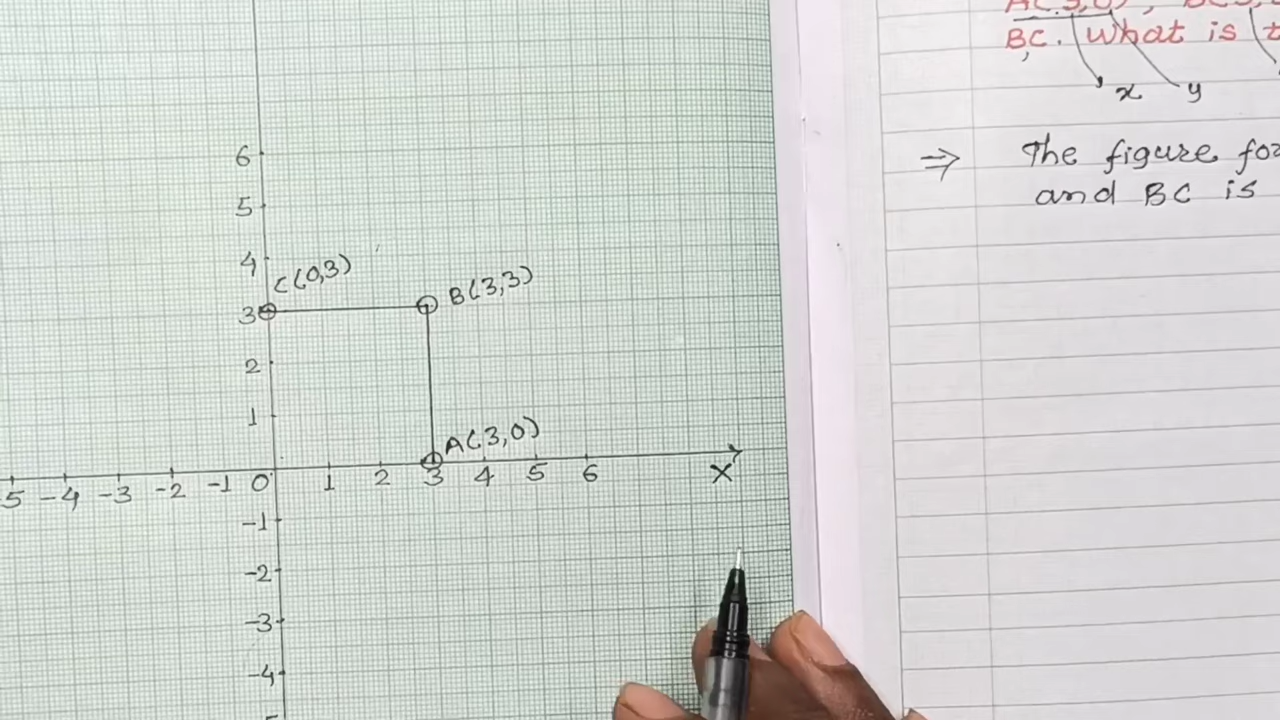 6
5
4
C(0,3)
B(3,3)
3
2
1
A(3,0)
5 -4 -3 -2 -1 0 1 2 3 4 5 6 X
-1
-2
-3
-4
BC. What is
x y
⇒ The figure fo
and BC is